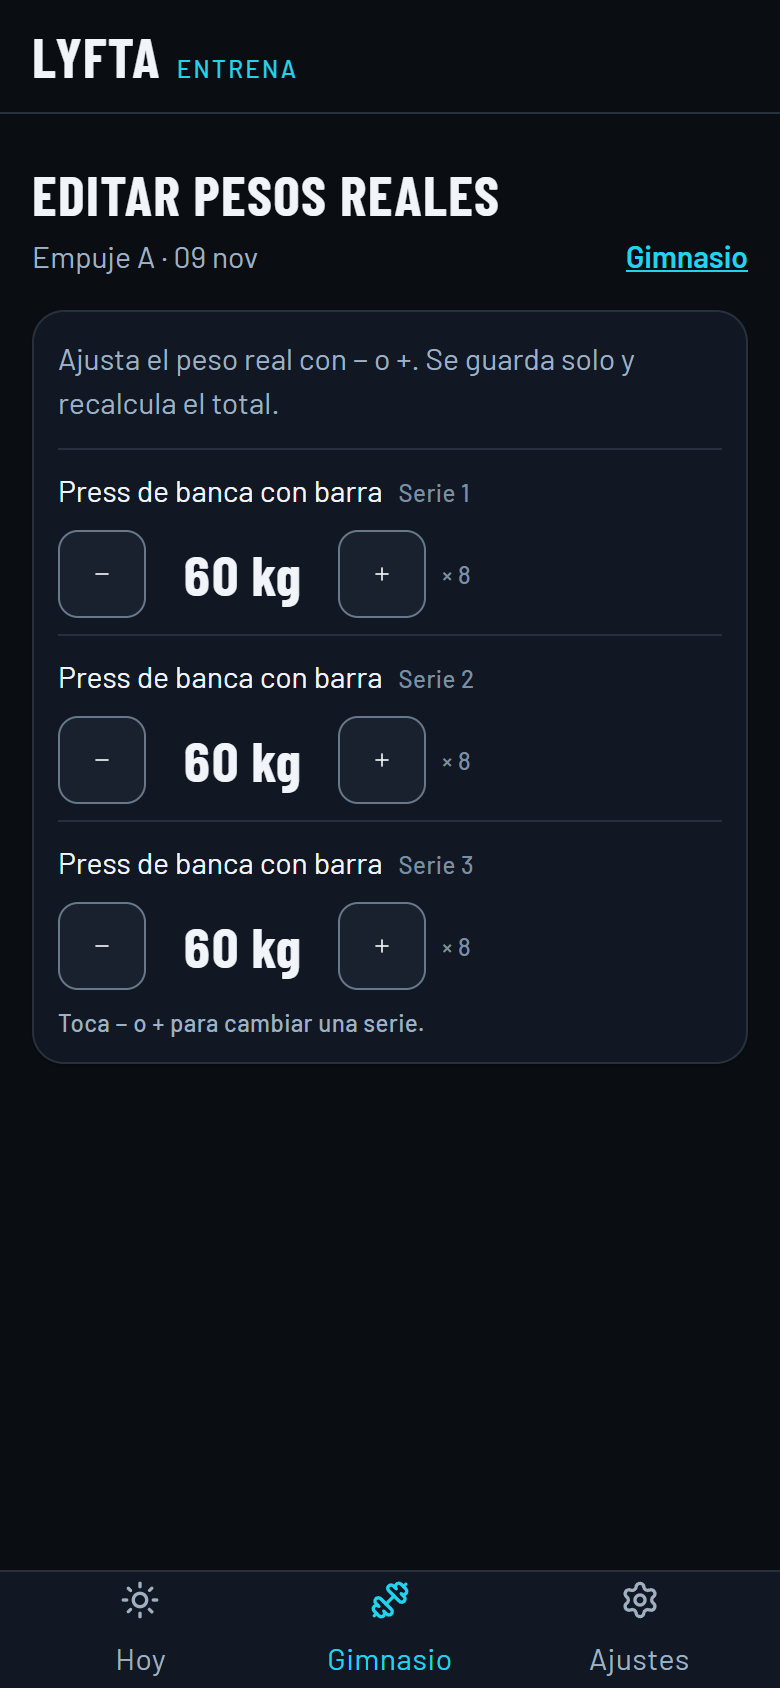 LYFTA ENTRENA
EDITAR PESOS REALES
Empuje A · 09 nov Gimnasio
Ajusta el peso real con – o +. Se guarda solo y
recalcula el total.
Press de banca con barra Serie 1
– 60 kg + × 8
Press de banca con barra Serie 2
– 60 kg + × 8
Press de banca con barra Serie 3
– 60 kg + × 8
Toca – o + para cambiar una serie.
Hoy Gimnasio Ajustes